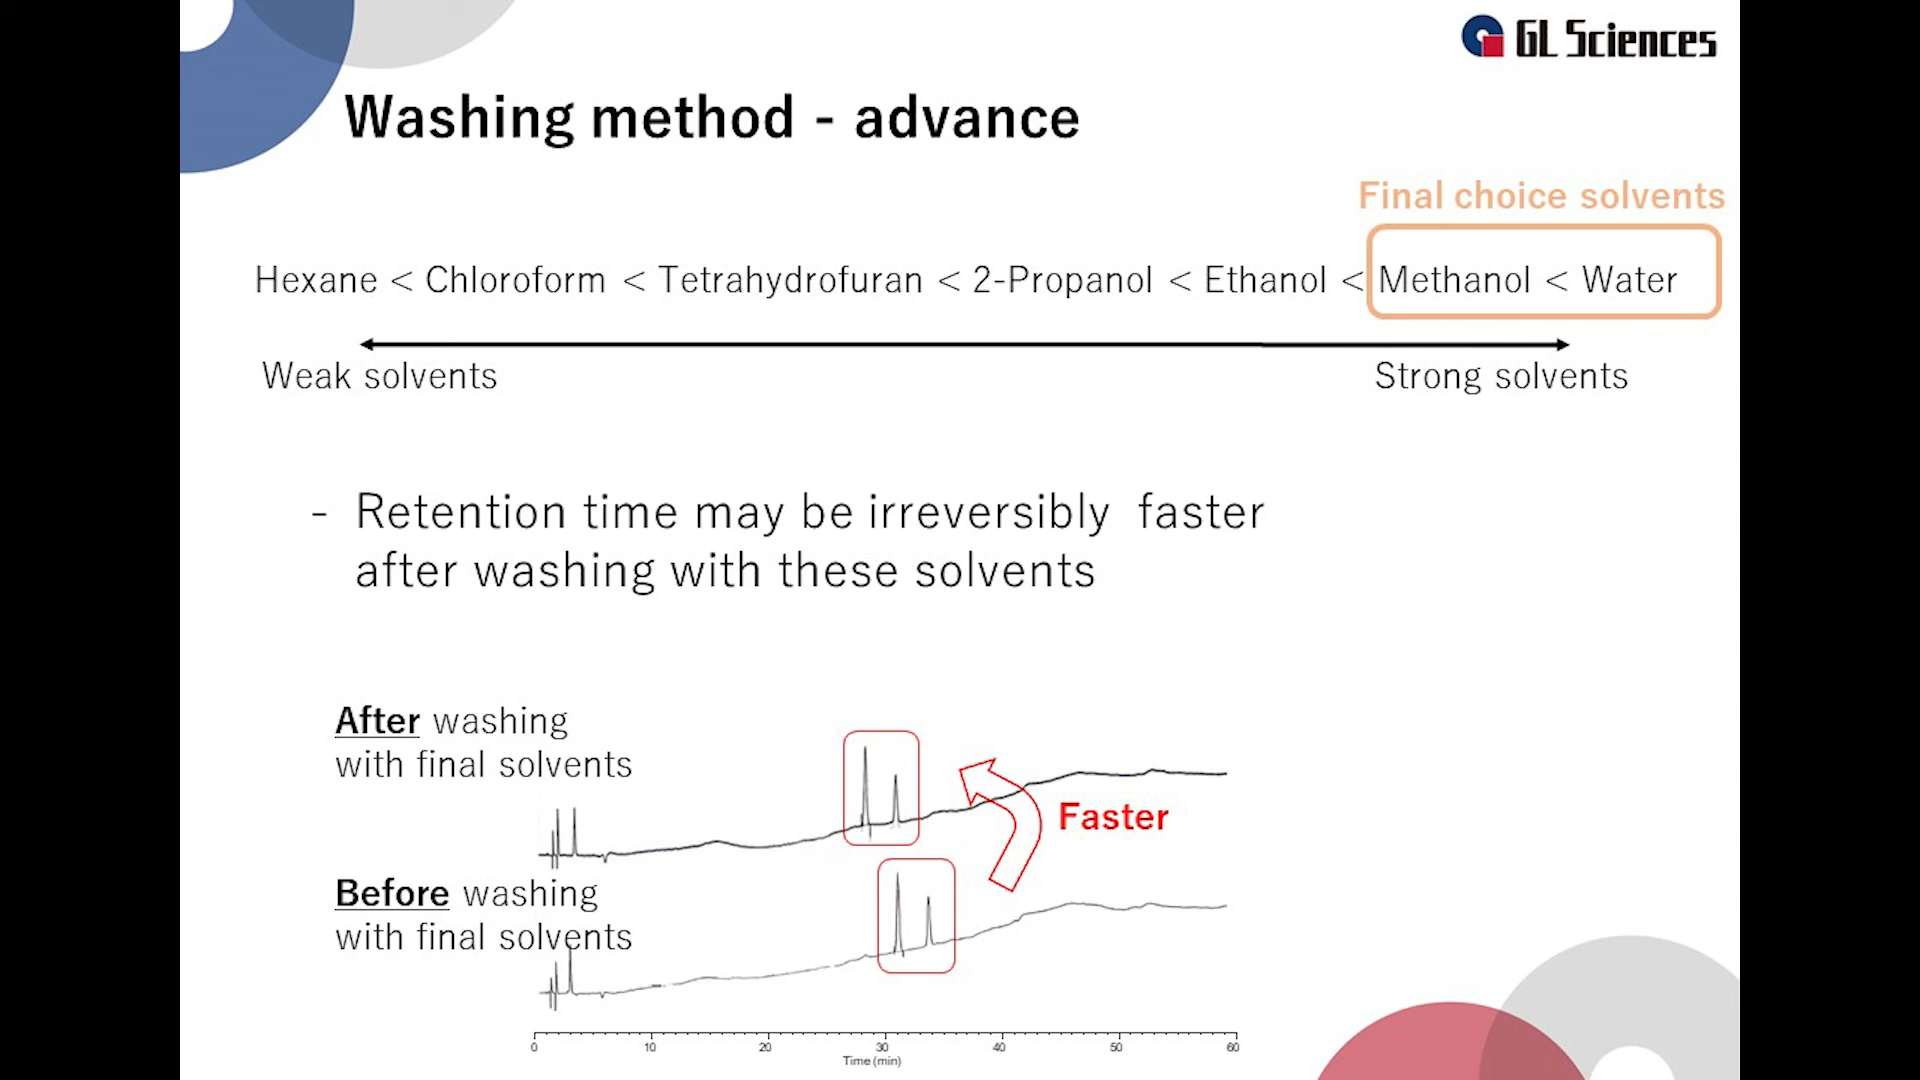 GL Sciences
Washing method - advance
Final choice solvents
Hexane < Chloroform < Tetrahydrofuran < 2-Propanol < Ethanol < Methanol < Water
Weak solvents
Strong solvents
- Retention time may be irreversibly faster
after washing with these solvents
After washing
with final solvents
Faster
Before washing
with final solvents
0 10 20 30 40 50 60
Time (min)